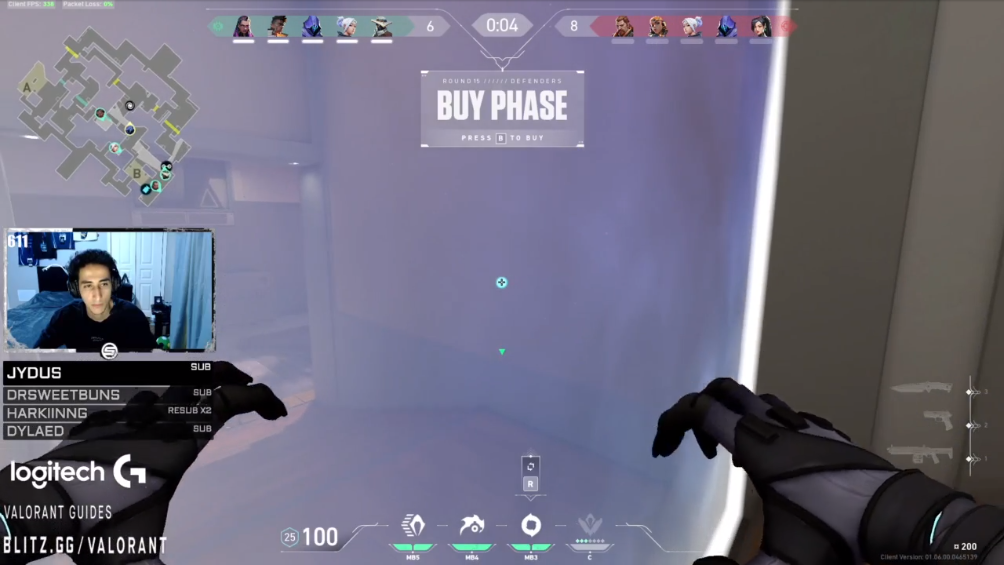 Client FPS: 238 Packet Loss: 0%
6
0:04
8
ROUND 15 ////// DEFENDERS
BUY PHASE
PRESS B TO BUY
A
B
611
JYDUS SUB
DRSWEETBUNS SUB
HARKIINNG RESUB X2
DYLAED SUB
logitech G
VALORANT GUIDES
BLITZ.GG/VALORANT
R
25 100
MB5 MB4 MB3 C
3
2
1
200